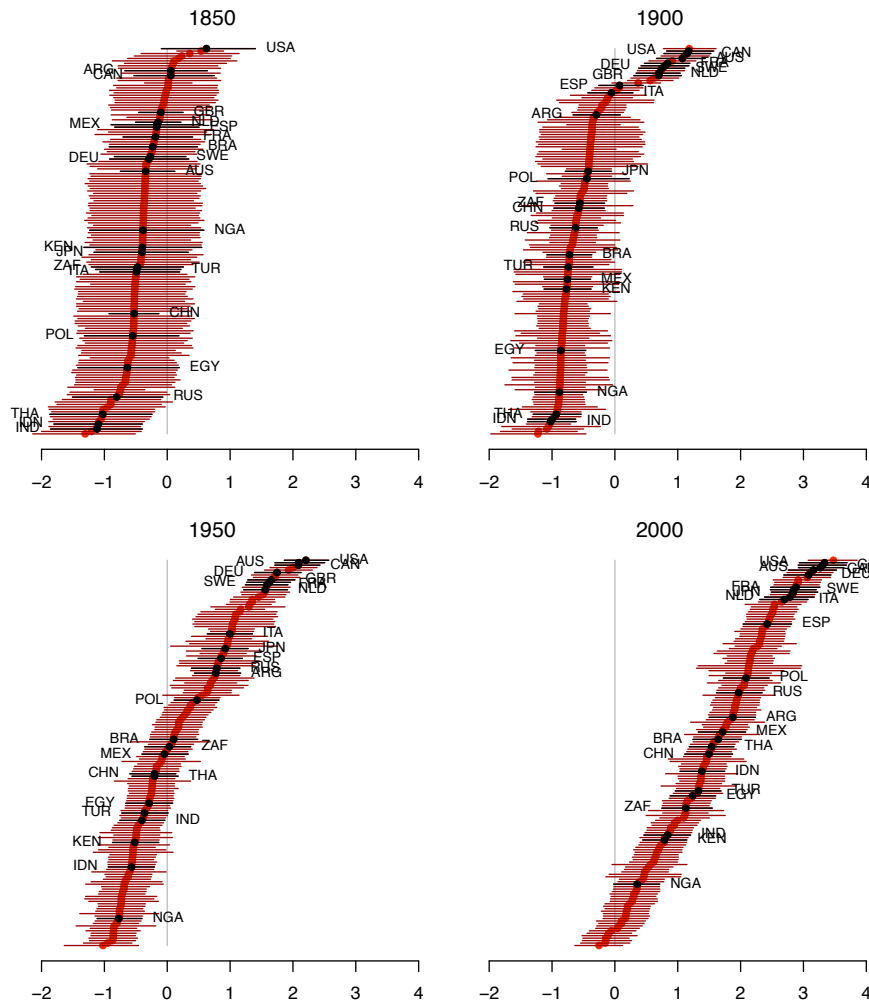 1850
USA
ARG
CAN
GBR
NLD
MEX
ESP
FRA
BRA
DEU
SWE
AUS
NGA
KEN
JPN
ZAF
TUR
ITA
CHN
POL
EGY
RUS
THA
IDN
IND
−2 −1 0 1 2 3 4
1900
USA
CAN
AUS
DEU
FRA
SWE
GBR
NLD
ESP
ITA
ARG
JPN
POL
ZAF
CHN
RUS
BRA
TUR
MEX
KEN
EGY
NGA
THA
IDN
IND
−2 −1 0 1 2 3 4
1950
USA
AUS
CAN
DEU
GBR
SWE
FRA
NLD
ITA
JPN
ESP
RUS
ARG
POL
BRA
ZAF
MEX
CHN
THA
EGY
TUR
IND
KEN
IDN
NGA
−2 −1 0 1 2 3 4
2000
USA
AUS
DEU
FRA
JPN
SWE
NLD
ITA
ESP
POL
RUS
ARG
MEX
BRA
THA
CHN
IDN
TUR
EGY
ZAF
IND
KEN
NGA
−2 −1 0 1 2 3 4